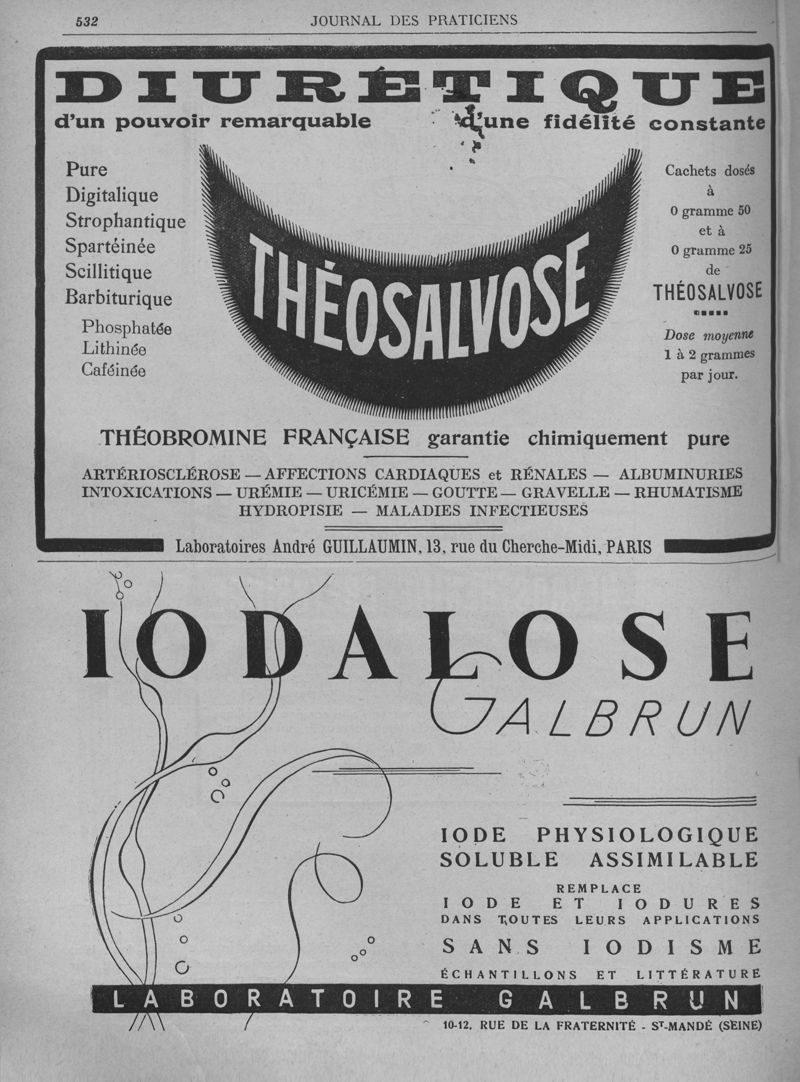 532
JOURNAL DES PRATICIENS
DIURÉTIQUE
d'un pouvoir remarquable d'une fidélité constante
Pure
Digitalique
Strophantique
Spartéinée
Scillitique
Barbiturique
Phosphatée
Lithinée
Caféinée
THÉOSALVOSE
Cachets dosés
à
0 gramme 50
et à
0 gramme 25
de
THÉOSALVOSE
Dose moyenne
1 à 2 grammes
par jour.
THÉOBROMINE FRANÇAISE garantie chimiquement pure
ARTÉRIOSCLÉROSE — AFFECTIONS CARDIAQUES et RÉNALES — ALBUMINURIES
INTOXICATIONS — URÉMIE — URICÉMIE — GOUTTE — GRAVELLE — RHUMATISME
HYDROPISIE — MALADIES INFECTIEUSES
Laboratoires André GUILLAUMIN, 13, rue du Cherche-Midi, PARIS
IODALOSE
GALBRUN
IODE PHYSIOLOGIQUE
SOLUBLE ASSIMILABLE
REMPLACE
IODE ET IODURES
DANS TOUTES LEURS APPLICATIONS
SANS IODISME
ÉCHANTILLONS ET LITTÉRATURE
LABORATOIRE GALBRUN
10-12, RUE DE LA FRATERNITÉ - ST-MANDÉ (SEINE)